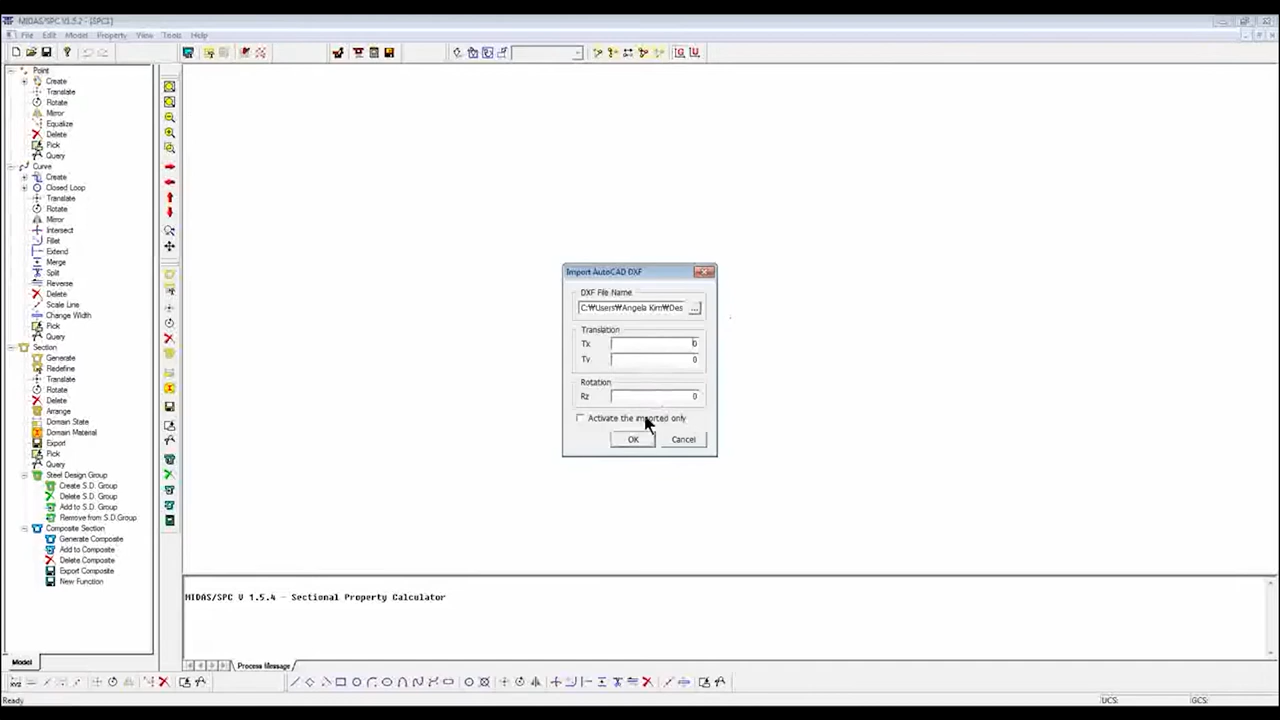 MIDAS/SPC V1.5.2 - [SPC1]
File Edit Model Property View Tools Help
Point
Create
Translate
Rotate
Mirror
Equalize
Delete
Pick
Query
Curve
Create
Closed Loop
Translate
Rotate
Mirror
Intersect
Fillet
Extend
Merge
Split
Reverse
Delete
Scale Line
Change Width
Pick
Query
Section
Generate
Redefine
Translate
Rotate
Delete
Arrange
Domain State
Domain Material
Export
Pick
Query
Steel Design Group
Create S.D. Group
Delete S.D. Group
Add to S.D. Group
Remove from S.D.Group
Composite Section
Generate Composite
Add to Composite
Delete Composite
Export Composite
New Function
Model
Import AutoCAD DXF
DXF File Name
C:₩Users₩Angela Kim₩Des ...
Translation
Tx 0
Ty 0
Rotation
Rz 0
Activate the imported only
OK Cancel
MIDAS/SPC V 1.5.4 - Sectional Property Calculator
Process Message
Ready
UCS: GCS: